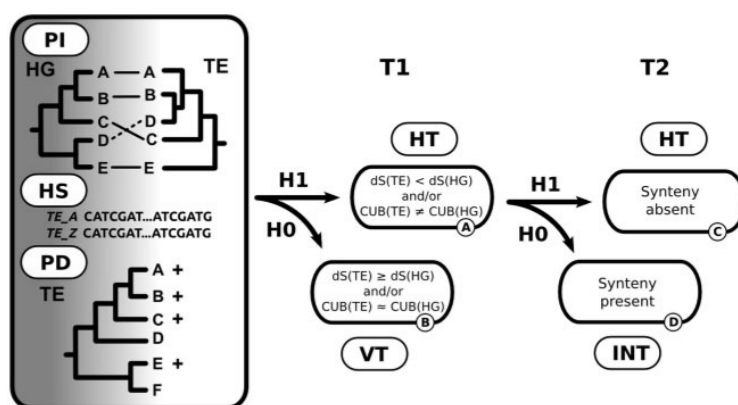 PI
HG
TE
A — A
B — B
D
C
C
D
E — E
HS
TE_A CATCGAT...ATCGATG
TE_Z CATCGAT...ATCGATG
PD
TE
A +
B +
C +
D
E +
F
T1
HT
H1
dS(TE) < dS(HG)
and/or
CUB(TE) ≠ CUB(HG)
A
H0
dS(TE) ≥ dS(HG)
and/or
CUB(TE) ≈ CUB(HG)
B
VT
T2
HT
H1
Synteny
absent
C
H0
Synteny
present
D
INT